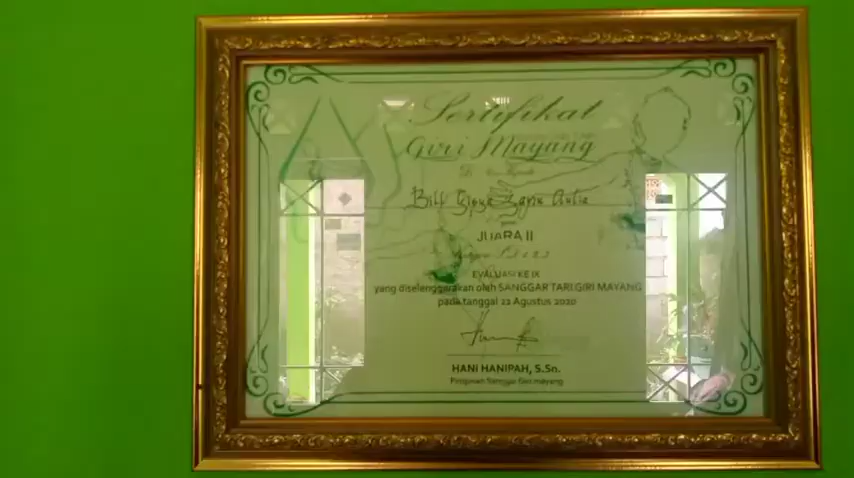 Sertifikat
Giri Mayang
JUARA II
EVALUASI KE IX
yang diselenggarakan oleh SANGGAR TARI GIRI MAYANG
pada tanggal 22 Agustus 2020
HANI HANIPAH, S.Sn.
Pimpinan Sanggar Giri mayang